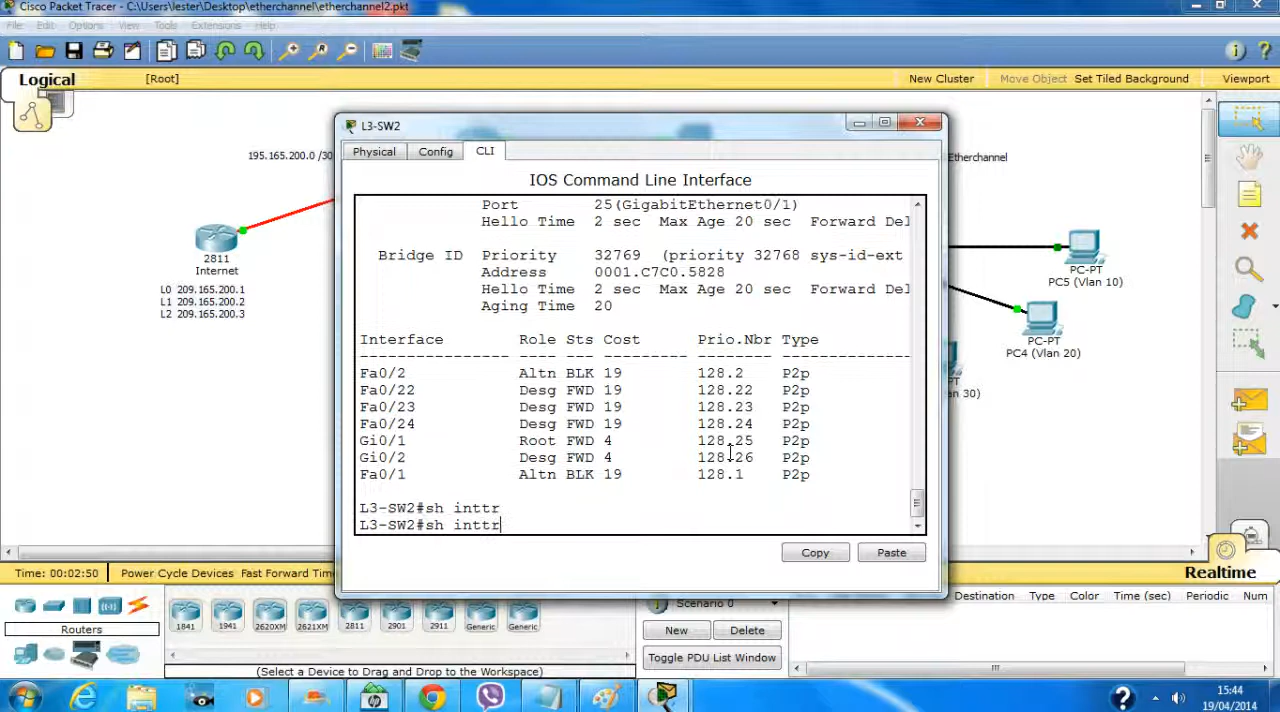 Cisco Packet Tracer - C:\Users\lester\Desktop\etherchannel\etherchannel2.pkt
File Edit Options View Tools Extensions Help
Logical [Root] New Cluster Move Object Set Tiled Background Viewport
195.165.200.0 /30
2811
Internet
L0 209.165.200.1
L1 209.165.200.2
L2 209.165.200.3
Etherchannel
PC-PT
PC5 (Vlan 10)
PC-PT
PC4 (Vlan 20)
L3-SW2
Physical Config CLI
IOS Command Line Interface
Port 25(GigabitEthernet0/1)
Hello Time 2 sec Max Age 20 sec Forward Del
Bridge ID Priority 32769 (priority 32768 sys-id-ext
Address 0001.C7C0.5828
Hello Time 2 sec Max Age 20 sec Forward Del
Aging Time 20
Interface Role Sts Cost Prio.Nbr Type
---------------- ---- --- --------- -------- --------------------------------
Fa0/2 Altn BLK 19 128.2 P2p
Fa0/22 Desg FWD 19 128.22 P2p
Fa0/23 Desg FWD 19 128.23 P2p
Fa0/24 Desg FWD 19 128.24 P2p
Gi0/1 Root FWD 4 128.25 P2p
Gi0/2 Desg FWD 4 128.26 P2p
Fa0/1 Altn BLK 19 128.1 P2p
L3-SW2#sh inttr
L3-SW2#sh inttr
Copy Paste
Time: 00:02:50 Power Cycle Devices Fast Forward Tim
Realtime
Routers
1841 1941 2620XM 2621XM 2811 2901 2911 Generic Generic
(Select a Device to Drag and Drop to the Workspace)
Scenario 0
New Delete
Toggle PDU List Window
Destination Type Color Time (sec) Periodic Num
15:44
19/04/2014